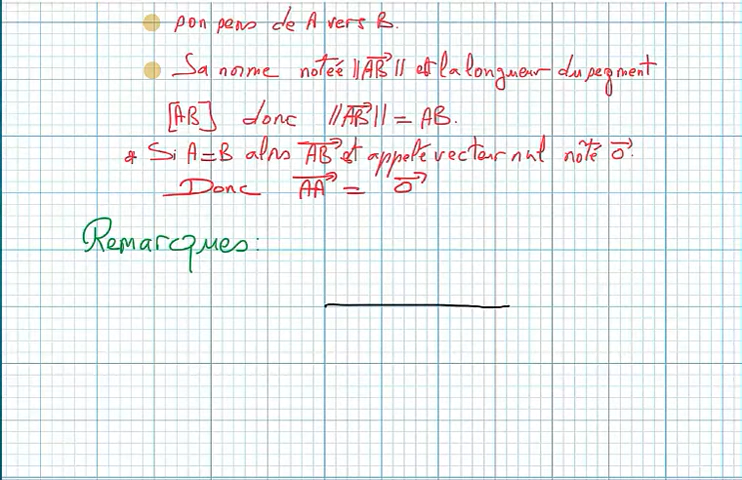 son sens de A vers B.
Sa norme notée ||AB→|| est la longueur du segment
[AB] donc ||AB→|| = AB.
* Si A=B alors AB→ est appelé vecteur nul noté 0→.
Donc AA→ = 0→
Remarques: